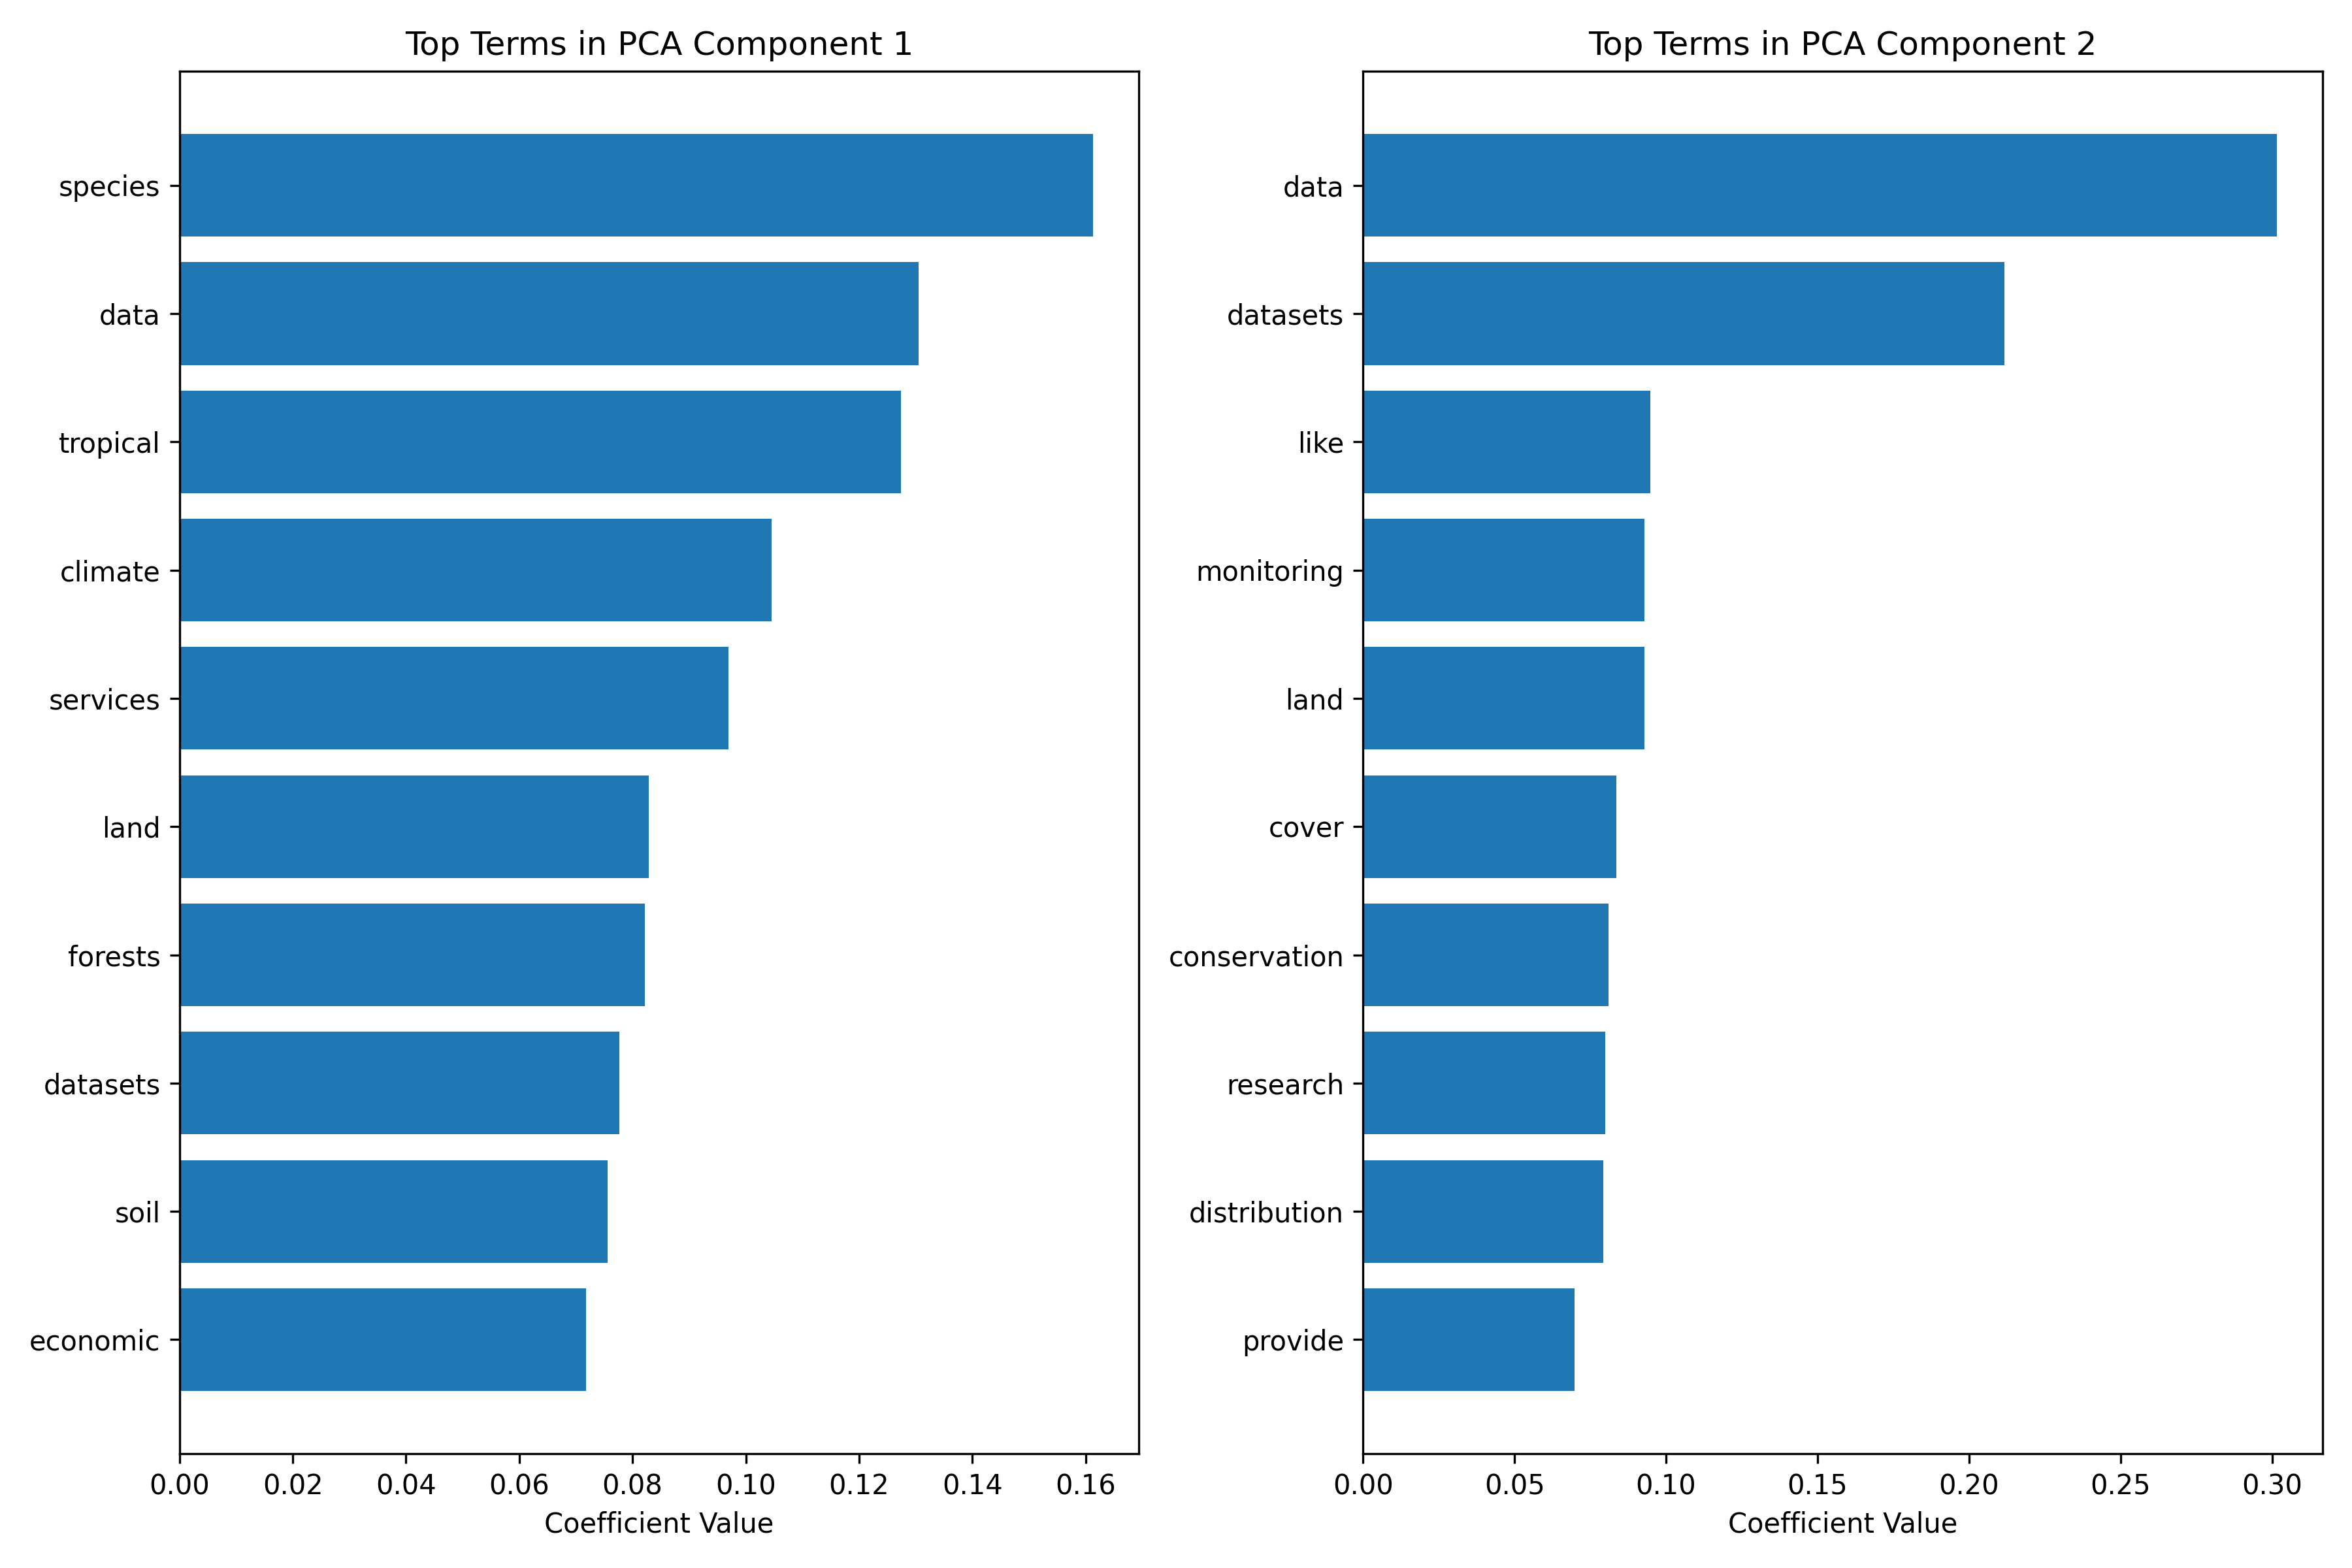 Top Terms in PCA Component 1
species
data
tropical
climate
services
land
forests
datasets
soil
economic
0.00 0.02 0.04 0.06 0.08 0.10 0.12 0.14 0.16
Coefficient Value
Top Terms in PCA Component 2
data
datasets
like
monitoring
land
cover
conservation
research
distribution
provide
0.00 0.05 0.10 0.15 0.20 0.25 0.30
Coefficient Value